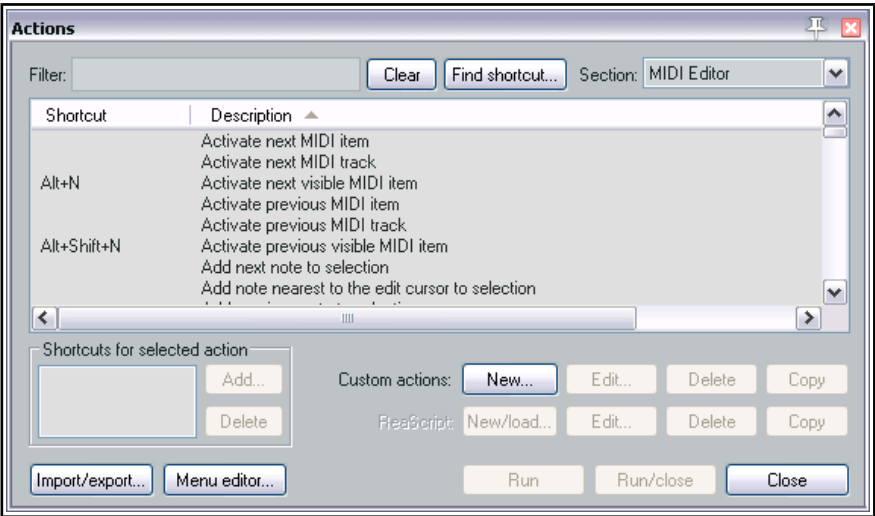 Actions
Filter: Clear Find shortcut... Section: MIDI Editor
Shortcut Description
Activate next MIDI item
Activate next MIDI track
Alt+N Activate next visible MIDI item
Activate previous MIDI item
Activate previous MIDI track
Alt+Shift+N Activate previous visible MIDI item
Add next note to selection
Add note nearest to the edit cursor to selection
Shortcuts for selected action
Add... Custom actions: New... Edit... Delete Copy
Delete ReaScript: New/load... Edit... Delete Copy
Import/export... Menu editor... Run Run/close Close